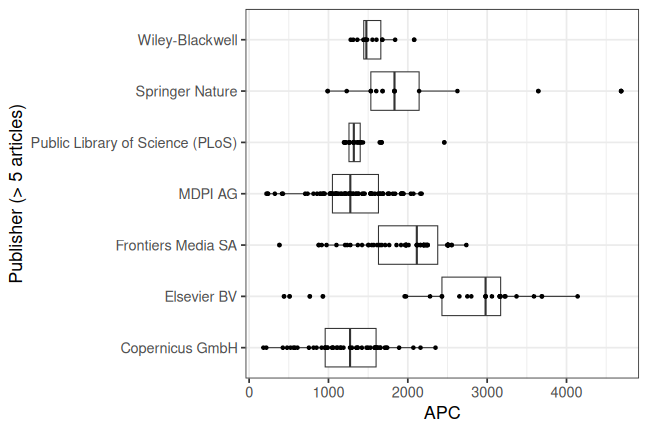 Publisher (> 5 articles)
Wiley-Blackwell
Springer Nature
Public Library of Science (PLoS)
MDPI AG
Frontiers Media SA
Elsevier BV
Copernicus GmbH
0 1000 2000 3000 4000
APC